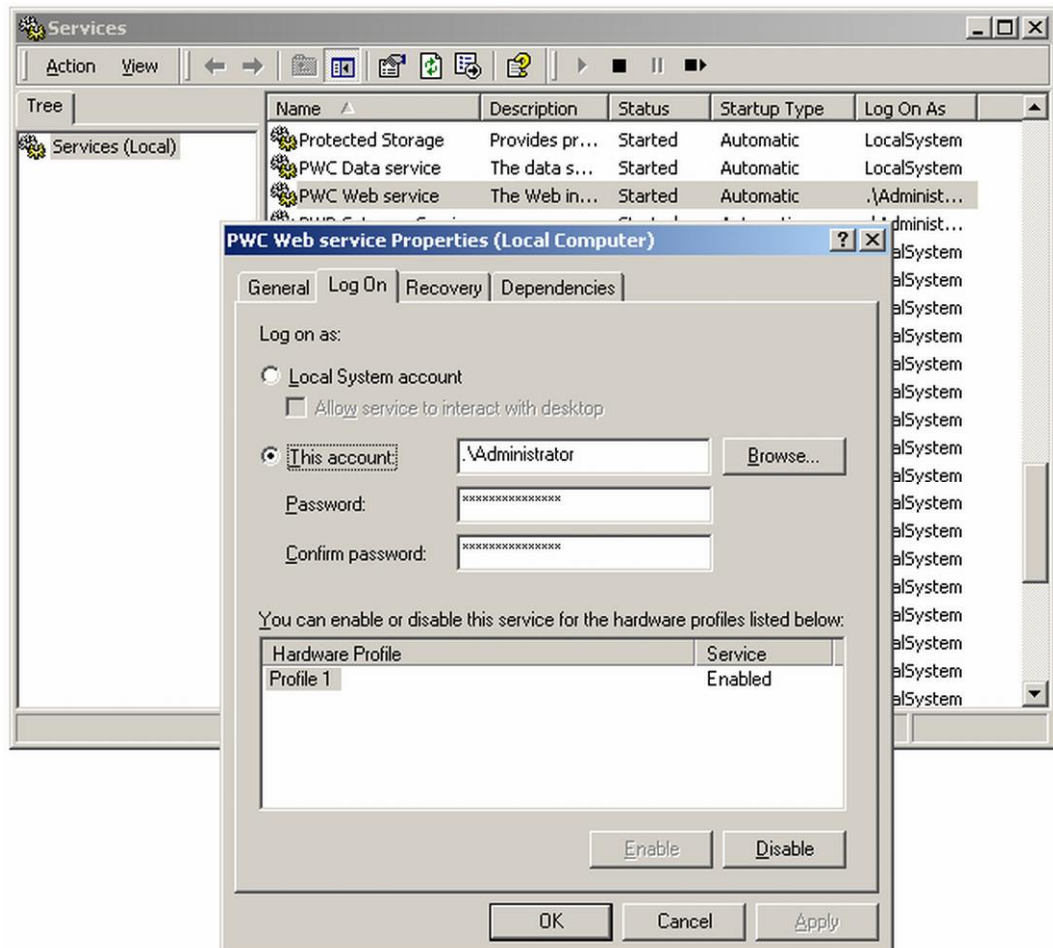 Services
Action View
Tree
Name Description Status Startup Type Log On As
Services (Local)
Protected Storage Provides pr... Started Automatic LocalSystem
PWC Data service The data s... Started Automatic LocalSystem
PWC Web service The Web in... Started Automatic .\Administ...
PWC Web service Properties (Local Computer)
General Log On Recovery Dependencies
Log on as:
Local System account
Allow service to interact with desktop
This account: .\Administrator Browse...
Password: ***************
Confirm password: ***************
You can enable or disable this service for the hardware profiles listed below:
Hardware Profile Service
Profile 1 Enabled
Enable Disable
OK Cancel Apply